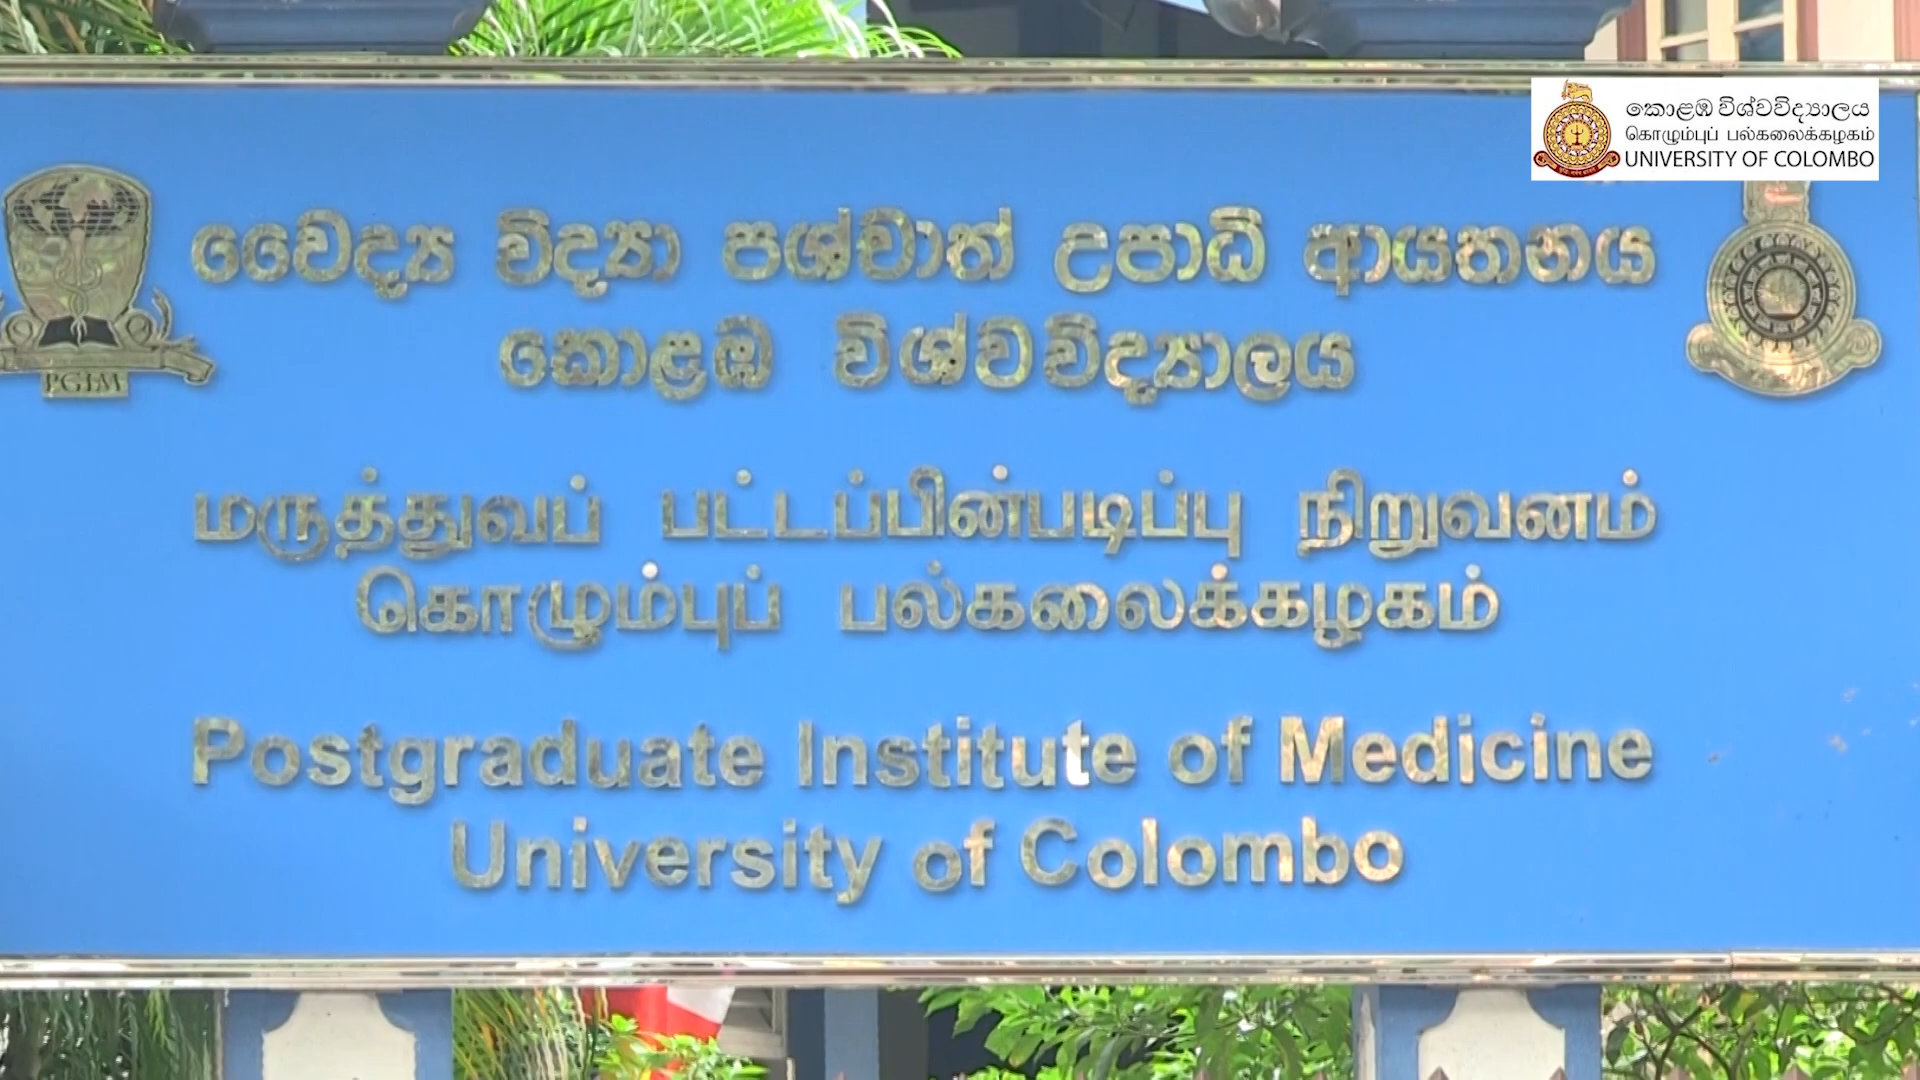 කොළඹ විශ්වවිද්‍යාලය
கொழும்புப் பல்கலைக்கழகம்
UNIVERSITY OF COLOMBO
වෛද්‍ය විද්‍යා පශ්චාත් උපාධි ආයතනය
කොළඹ විශ්වවිද්‍යාලය
PGIM
மருத்துவப் பட்டப்பின்படிப்பு நிறுவனம்
கொழும்புப் பல்கலைக்கழகம்
Postgraduate Institute of Medicine
University of Colombo